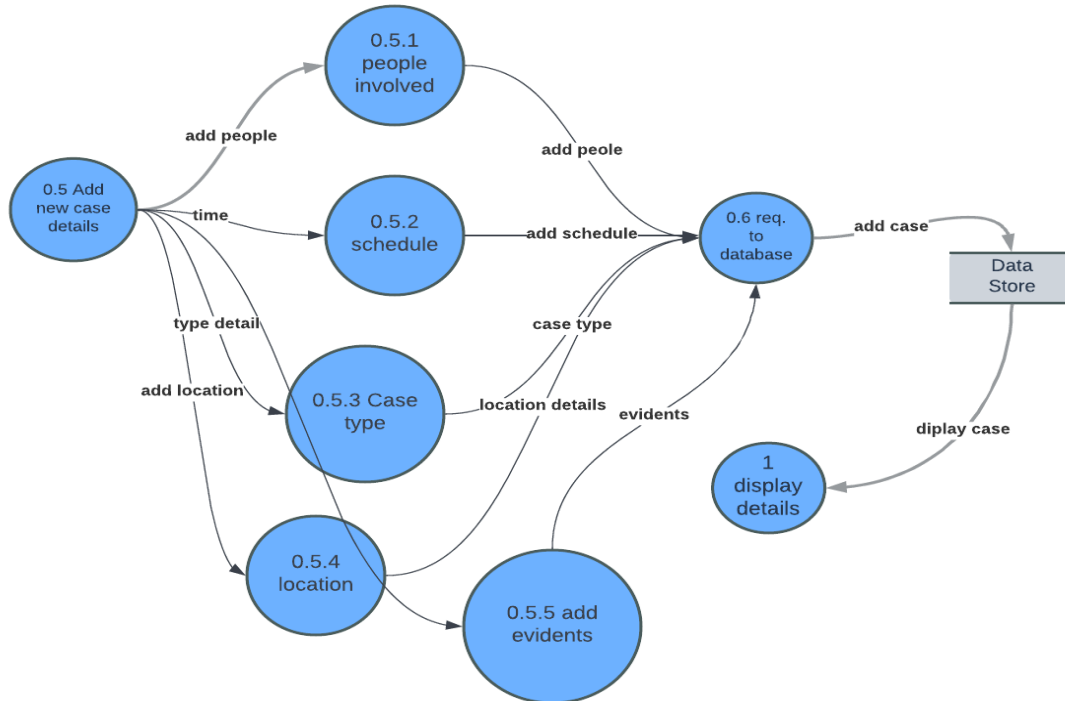 0.5.1
people
involved
add people
add peole
0.5 Add
new case
details
time
0.5.2
schedule
add schedule
0.6 req.
to
database
add case
Data
Store
type detail
case type
add location
0.5.3 Case
type
location details
evidents
diplay case
1
display
details
0.5.4
location
0.5.5 add
evidents